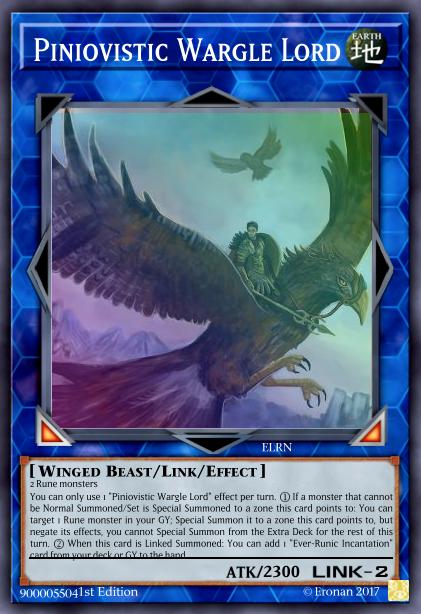 Piniovistic Wargle Lord
EARTH
地
ELRN
[Winged Beast/Link/Effect]
2 Rune monsters
You can only use 1 "Piniovistic Wargle Lord" effect per turn. ① If a monster that cannot
be Normal Summoned/Set is Special Summoned to a zone this card points to: You can
target 1 Rune monster in your GY; Special Summon it to a zone this card points to, but
negate its effects, you cannot Special Summon from the Extra Deck for the rest of this
turn. ② When this card is Linked Summoned: You can add 1 "Ever-Runic Incantation"
card from your deck or GY to the hand.
ATK/2300 LINK-2
9000055041st Edition
© Eronan 2017